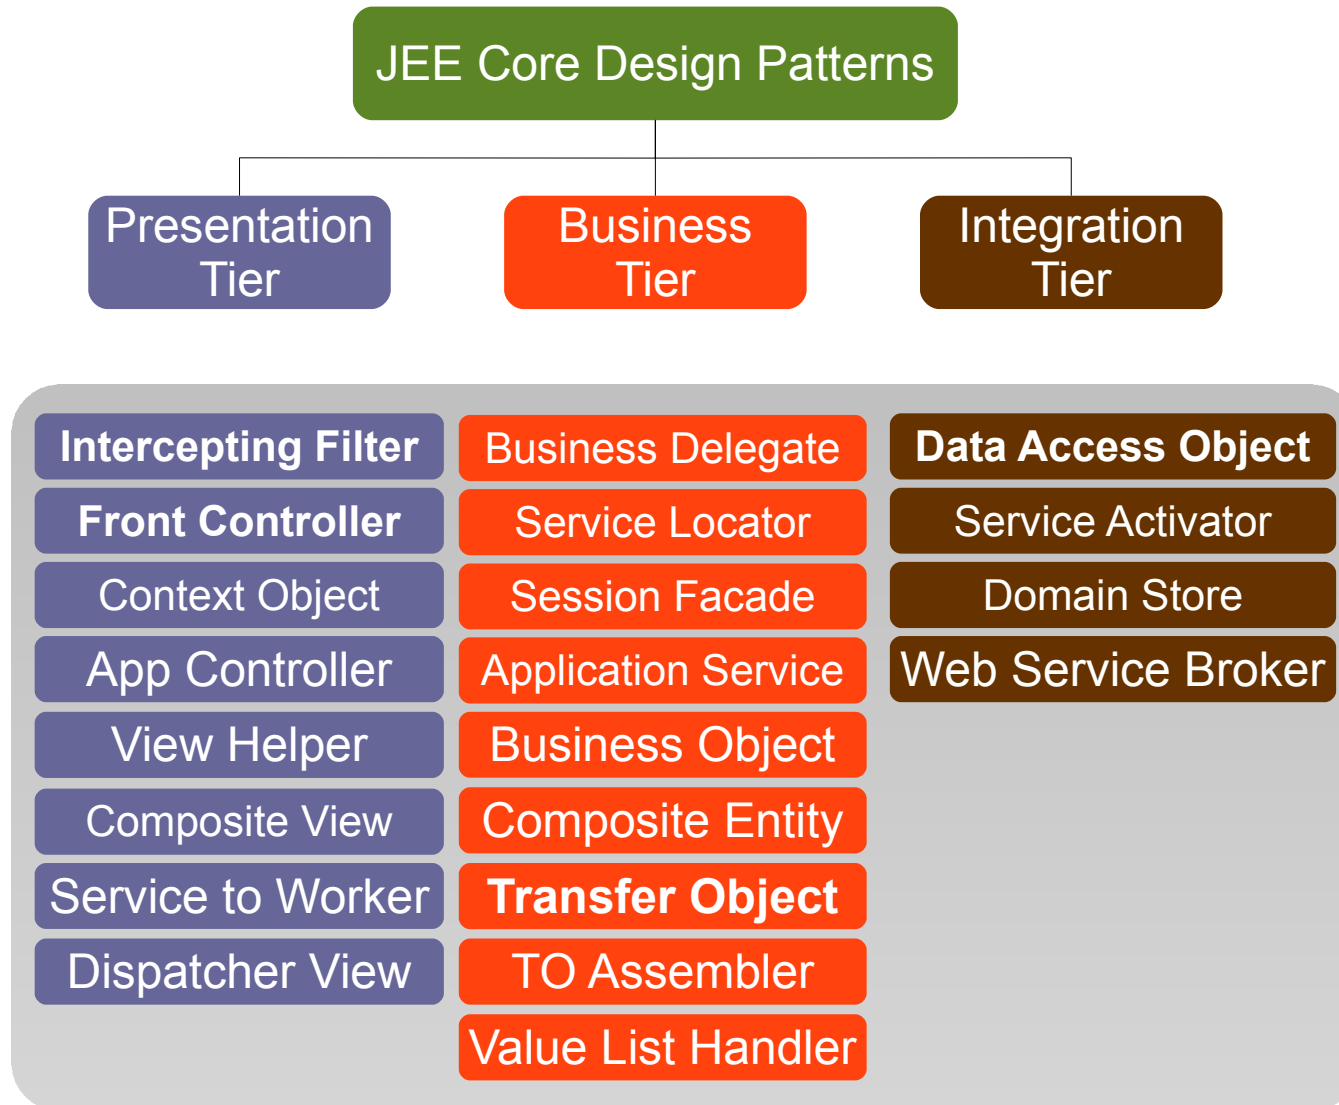 JEE Core Design Patterns
Presentation
Tier
Business
Tier
Integration
Tier
Intercepting Filter
Front Controller
Context Object
App Controller
View Helper
Composite View
Service to Worker
Dispatcher View
Business Delegate
Service Locator
Session Facade
Application Service
Business Object
Composite Entity
Transfer Object
TO Assembler
Value List Handler
Data Access Object
Service Activator
Domain Store
Web Service Broker